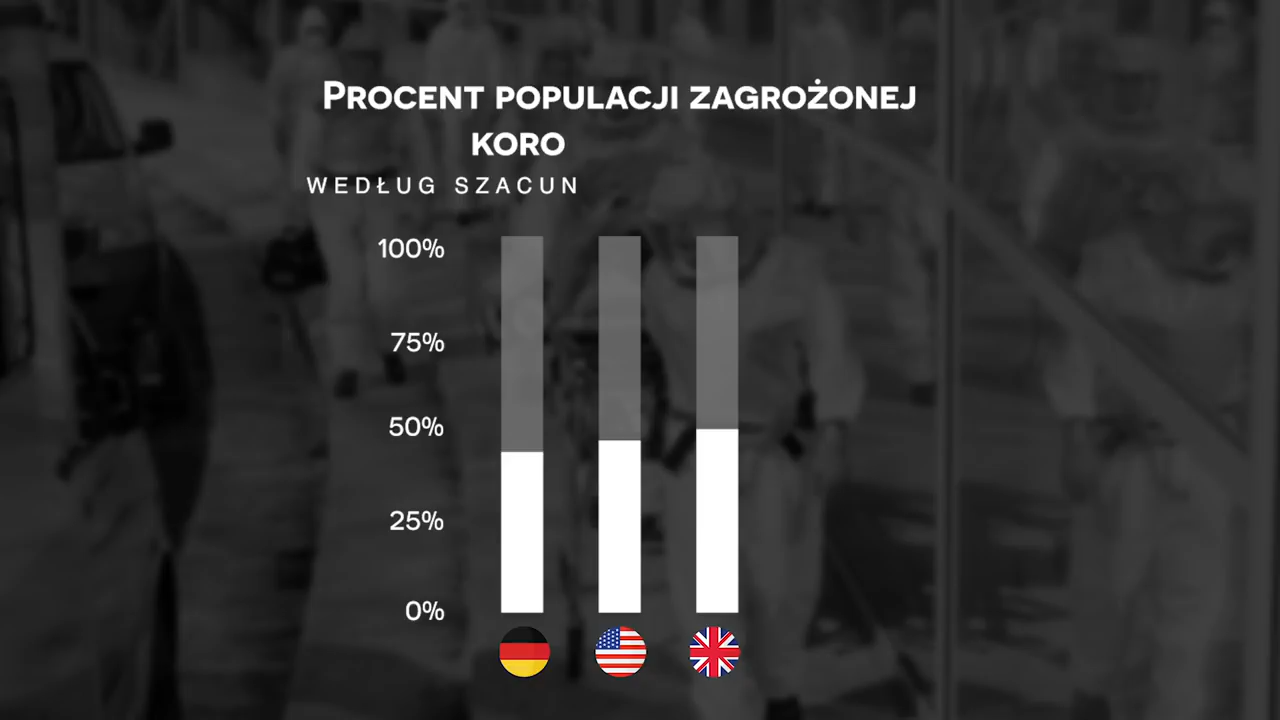 Procent populacji zagrożonej
koro
WEDŁUG SZACUN
100%
75%
50%
25%
0%